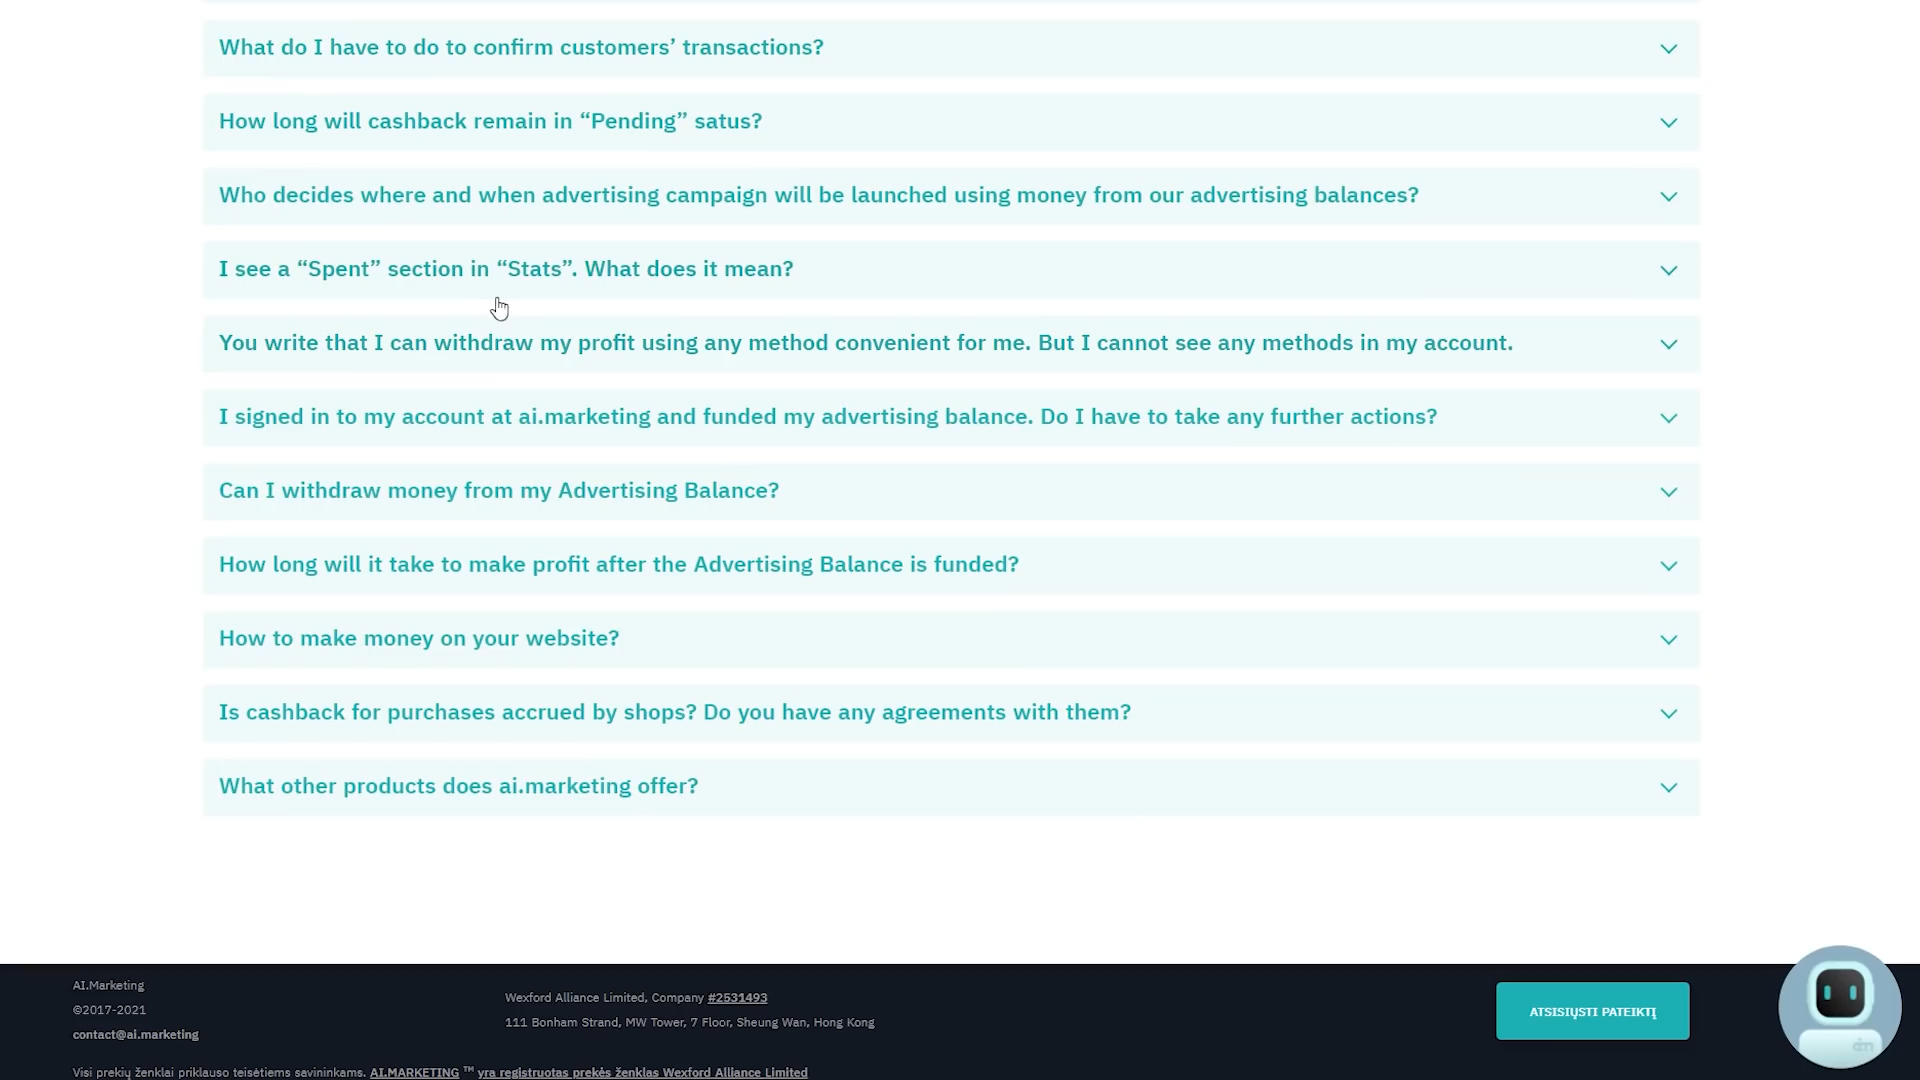 What do I have to do to confirm customers’ transactions?
How long will cashback remain in “Pending” satus?
Who decides where and when advertising campaign will be launched using money from our advertising balances?
I see a “Spent” section in “Stats”. What does it mean?
You write that I can withdraw my profit using any method convenient for me. But I cannot see any methods in my account.
I signed in to my account at ai.marketing and funded my advertising balance. Do I have to take any further actions?
Can I withdraw money from my Advertising Balance?
How long will it take to make profit after the Advertising Balance is funded?
How to make money on your website?
Is cashback for purchases accrued by shops? Do you have any agreements with them?
What other products does ai.marketing offer?
AI.Marketing
©2017-2021
contact@ai.marketing
Wexford Alliance Limited, Company #2531493
111 Bonham Strand, MW Tower, 7 Floor, Sheung Wan, Hong Kong
ATSISIŲSTI PATEIKTĮ
aim
Visi prekių ženklai priklauso teisėtiems savininkams. AI.MARKETING ™ yra registruotas prekės ženklas Wexford Alliance Limited